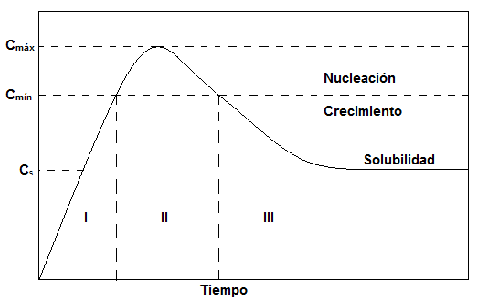 Cmáx
Nucleación
Cmín
Crecimiento
Solubilidad
Cs
I
II
III
Tiempo